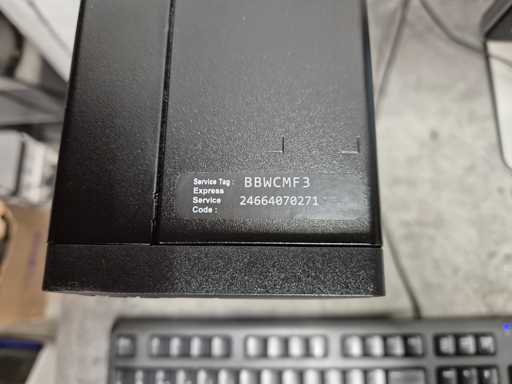 Service Tag : BBWCMF3
Express
Service 24664070271
Code :